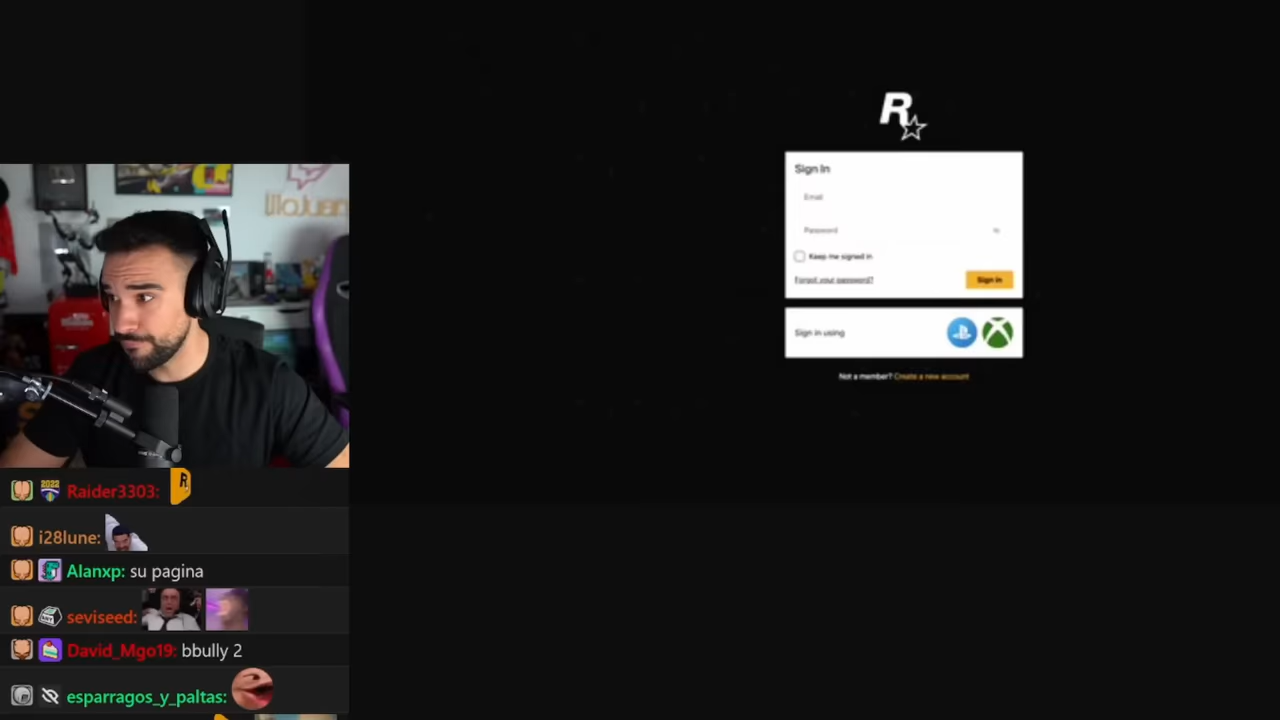 R
Sign In
Email
Password
Keep me signed in
Forgot your password?
Sign In
Sign in using
Not a member? Create a new account
IlloJuan
Raider3303: R
i28lune:
Alanxp: su pagina
seviseed:
David_Mgo19: bbully 2
esparragos_y_paltas: